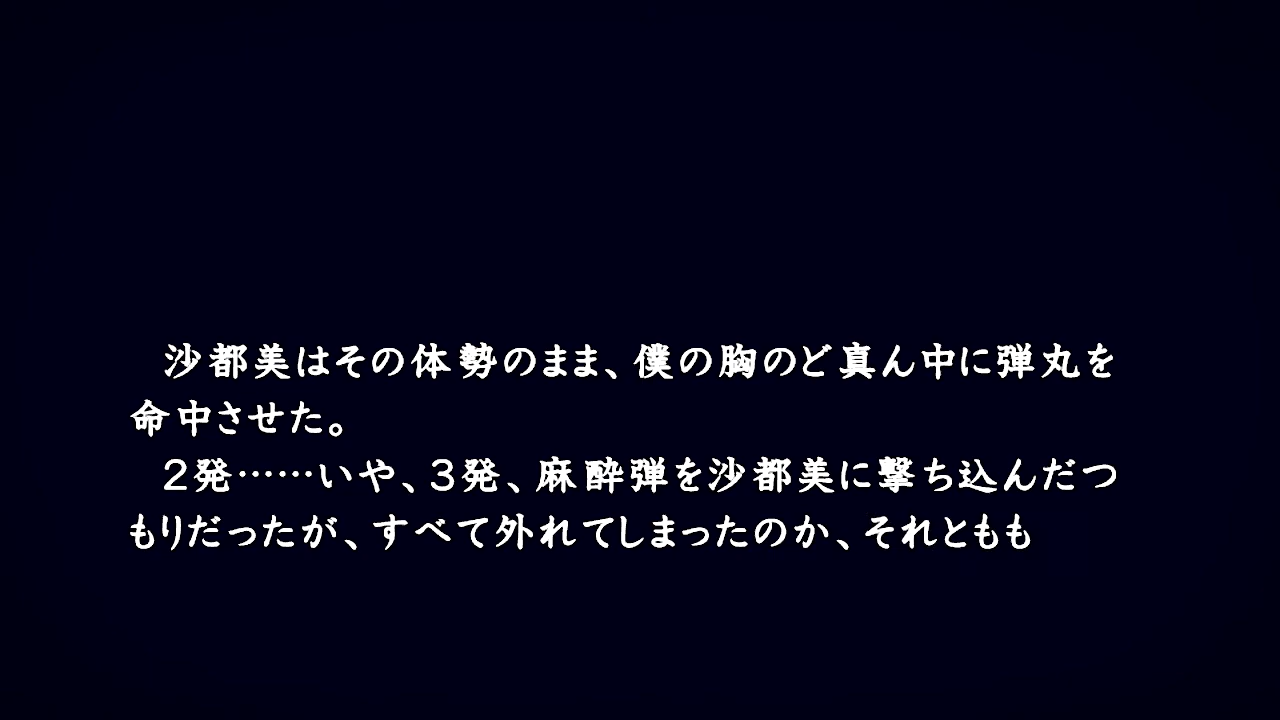 沙都美はその体勢のまま、僕の胸のど真ん中に弾丸を
命中させた。
　２発……いや、３発、麻酔弾を沙都美に撃ち込んだつ
もりだったが、すべて外れてしまったのか、それともも